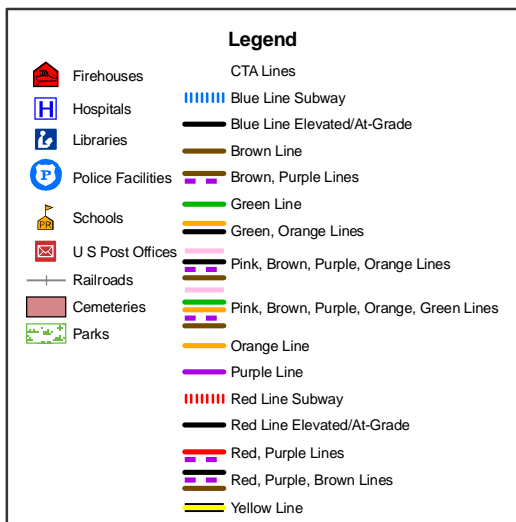 Legend
Firehouses
H
Hospitals
Libraries
P
Police Facilities
PR
Schools
U S Post Offices
Railroads
Cemeteries
Parks
CTA Lines
Blue Line Subway
Blue Line Elevated/At-Grade
Brown Line
Brown, Purple Lines
Green Line
Green, Orange Lines
Pink, Brown, Purple, Orange Lines
Pink, Brown, Purple, Orange, Green Lines
Orange Line
Purple Line
Red Line Subway
Red Line Elevated/At-Grade
Red, Purple Lines
Red, Purple, Brown Lines
Yellow Line